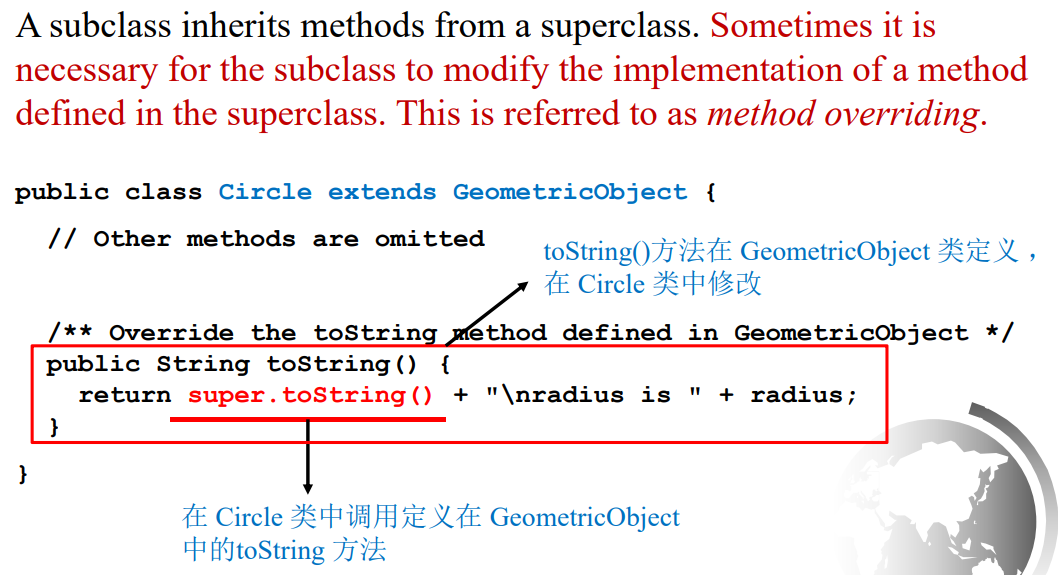 A subclass inherits methods from a superclass. Sometimes it is
necessary for the subclass to modify the implementation of a method
defined in the superclass. This is referred to as method overriding.
public class Circle extends GeometricObject {
// Other methods are omitted
toString()方法在 GeometricObject 类定义，
在 Circle 类中修改
/** Override the toString method defined in GeometricObject */
public String toString() {
return super.toString() + "\nradius is " + radius;
}
}
在 Circle 类中调用定义在 GeometricObject
中的toString 方法